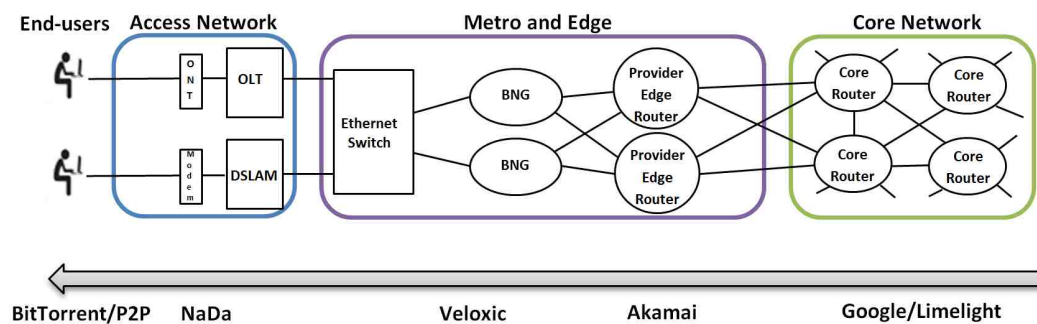 End-users
Access Network
Metro and Edge
Core Network
O
N
T
OLT
Ethernet
Switch
BNG
Provider
Edge
Router
Core
Router
Core
Router
M
o
d
e
m
DSLAM
BNG
Provider
Edge
Router
Core
Router
Core
Router
BitTorrent/P2P
NaDa
Veloxic
Akamai
Google/Limelight